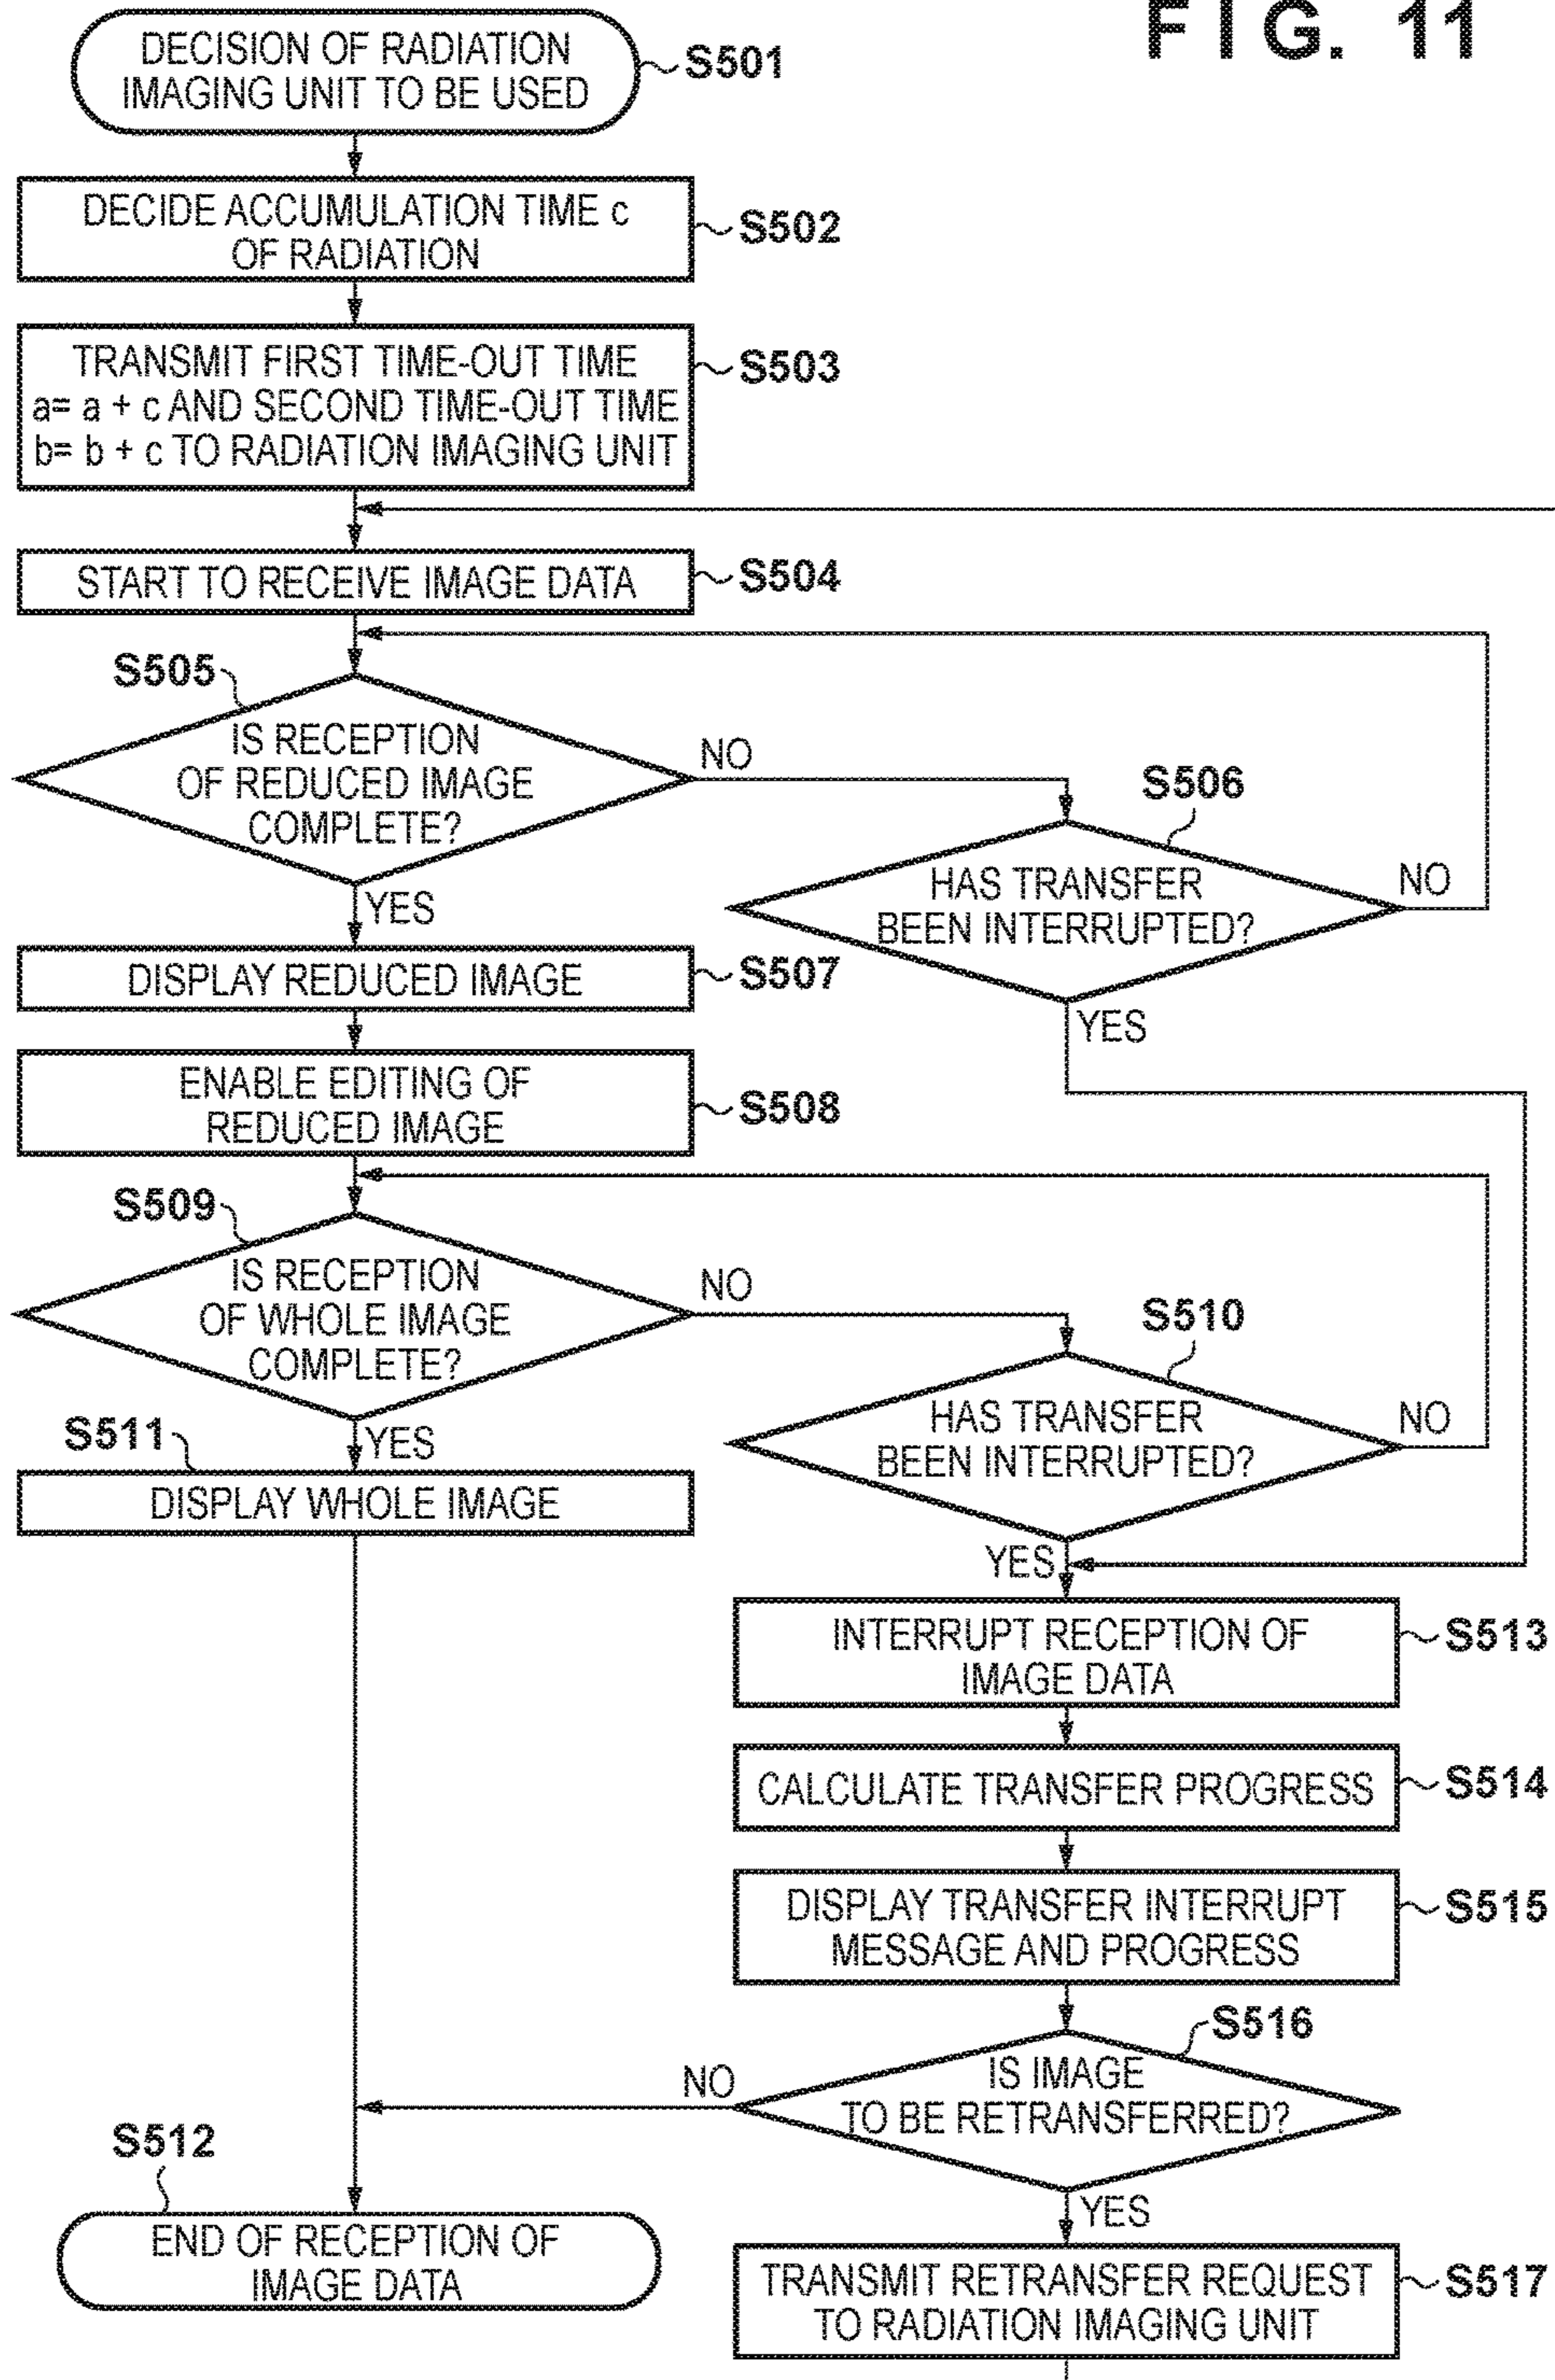 FIG. 11
DECISION OF RADIATION
IMAGING UNIT TO BE USED
S501
DECIDE ACCUMULATION TIME c
OF RADIATION
S502
TRANSMIT FIRST TIME-OUT TIME
a= a + c AND SECOND TIME-OUT TIME
b= b + c TO RADIATION IMAGING UNIT
S503
START TO RECEIVE IMAGE DATA
S504
S505
IS RECEPTION
OF REDUCED IMAGE
COMPLETE?
NO
YES
S506
HAS TRANSFER
BEEN INTERRUPTED?
NO
YES
DISPLAY REDUCED IMAGE
S507
ENABLE EDITING OF
REDUCED IMAGE
S508
S509
IS RECEPTION
OF WHOLE IMAGE
COMPLETE?
NO
YES
S510
HAS TRANSFER
BEEN INTERRUPTED?
NO
YES
S511
DISPLAY WHOLE IMAGE
INTERRUPT RECEPTION OF
IMAGE DATA
S513
CALCULATE TRANSFER PROGRESS
S514
DISPLAY TRANSFER INTERRUPT
MESSAGE AND PROGRESS
S515
S516
IS IMAGE
TO BE RETRANSFERRED?
NO
YES
S512
END OF RECEPTION OF
IMAGE DATA
TRANSMIT RETRANSFER REQUEST
TO RADIATION IMAGING UNIT
S517